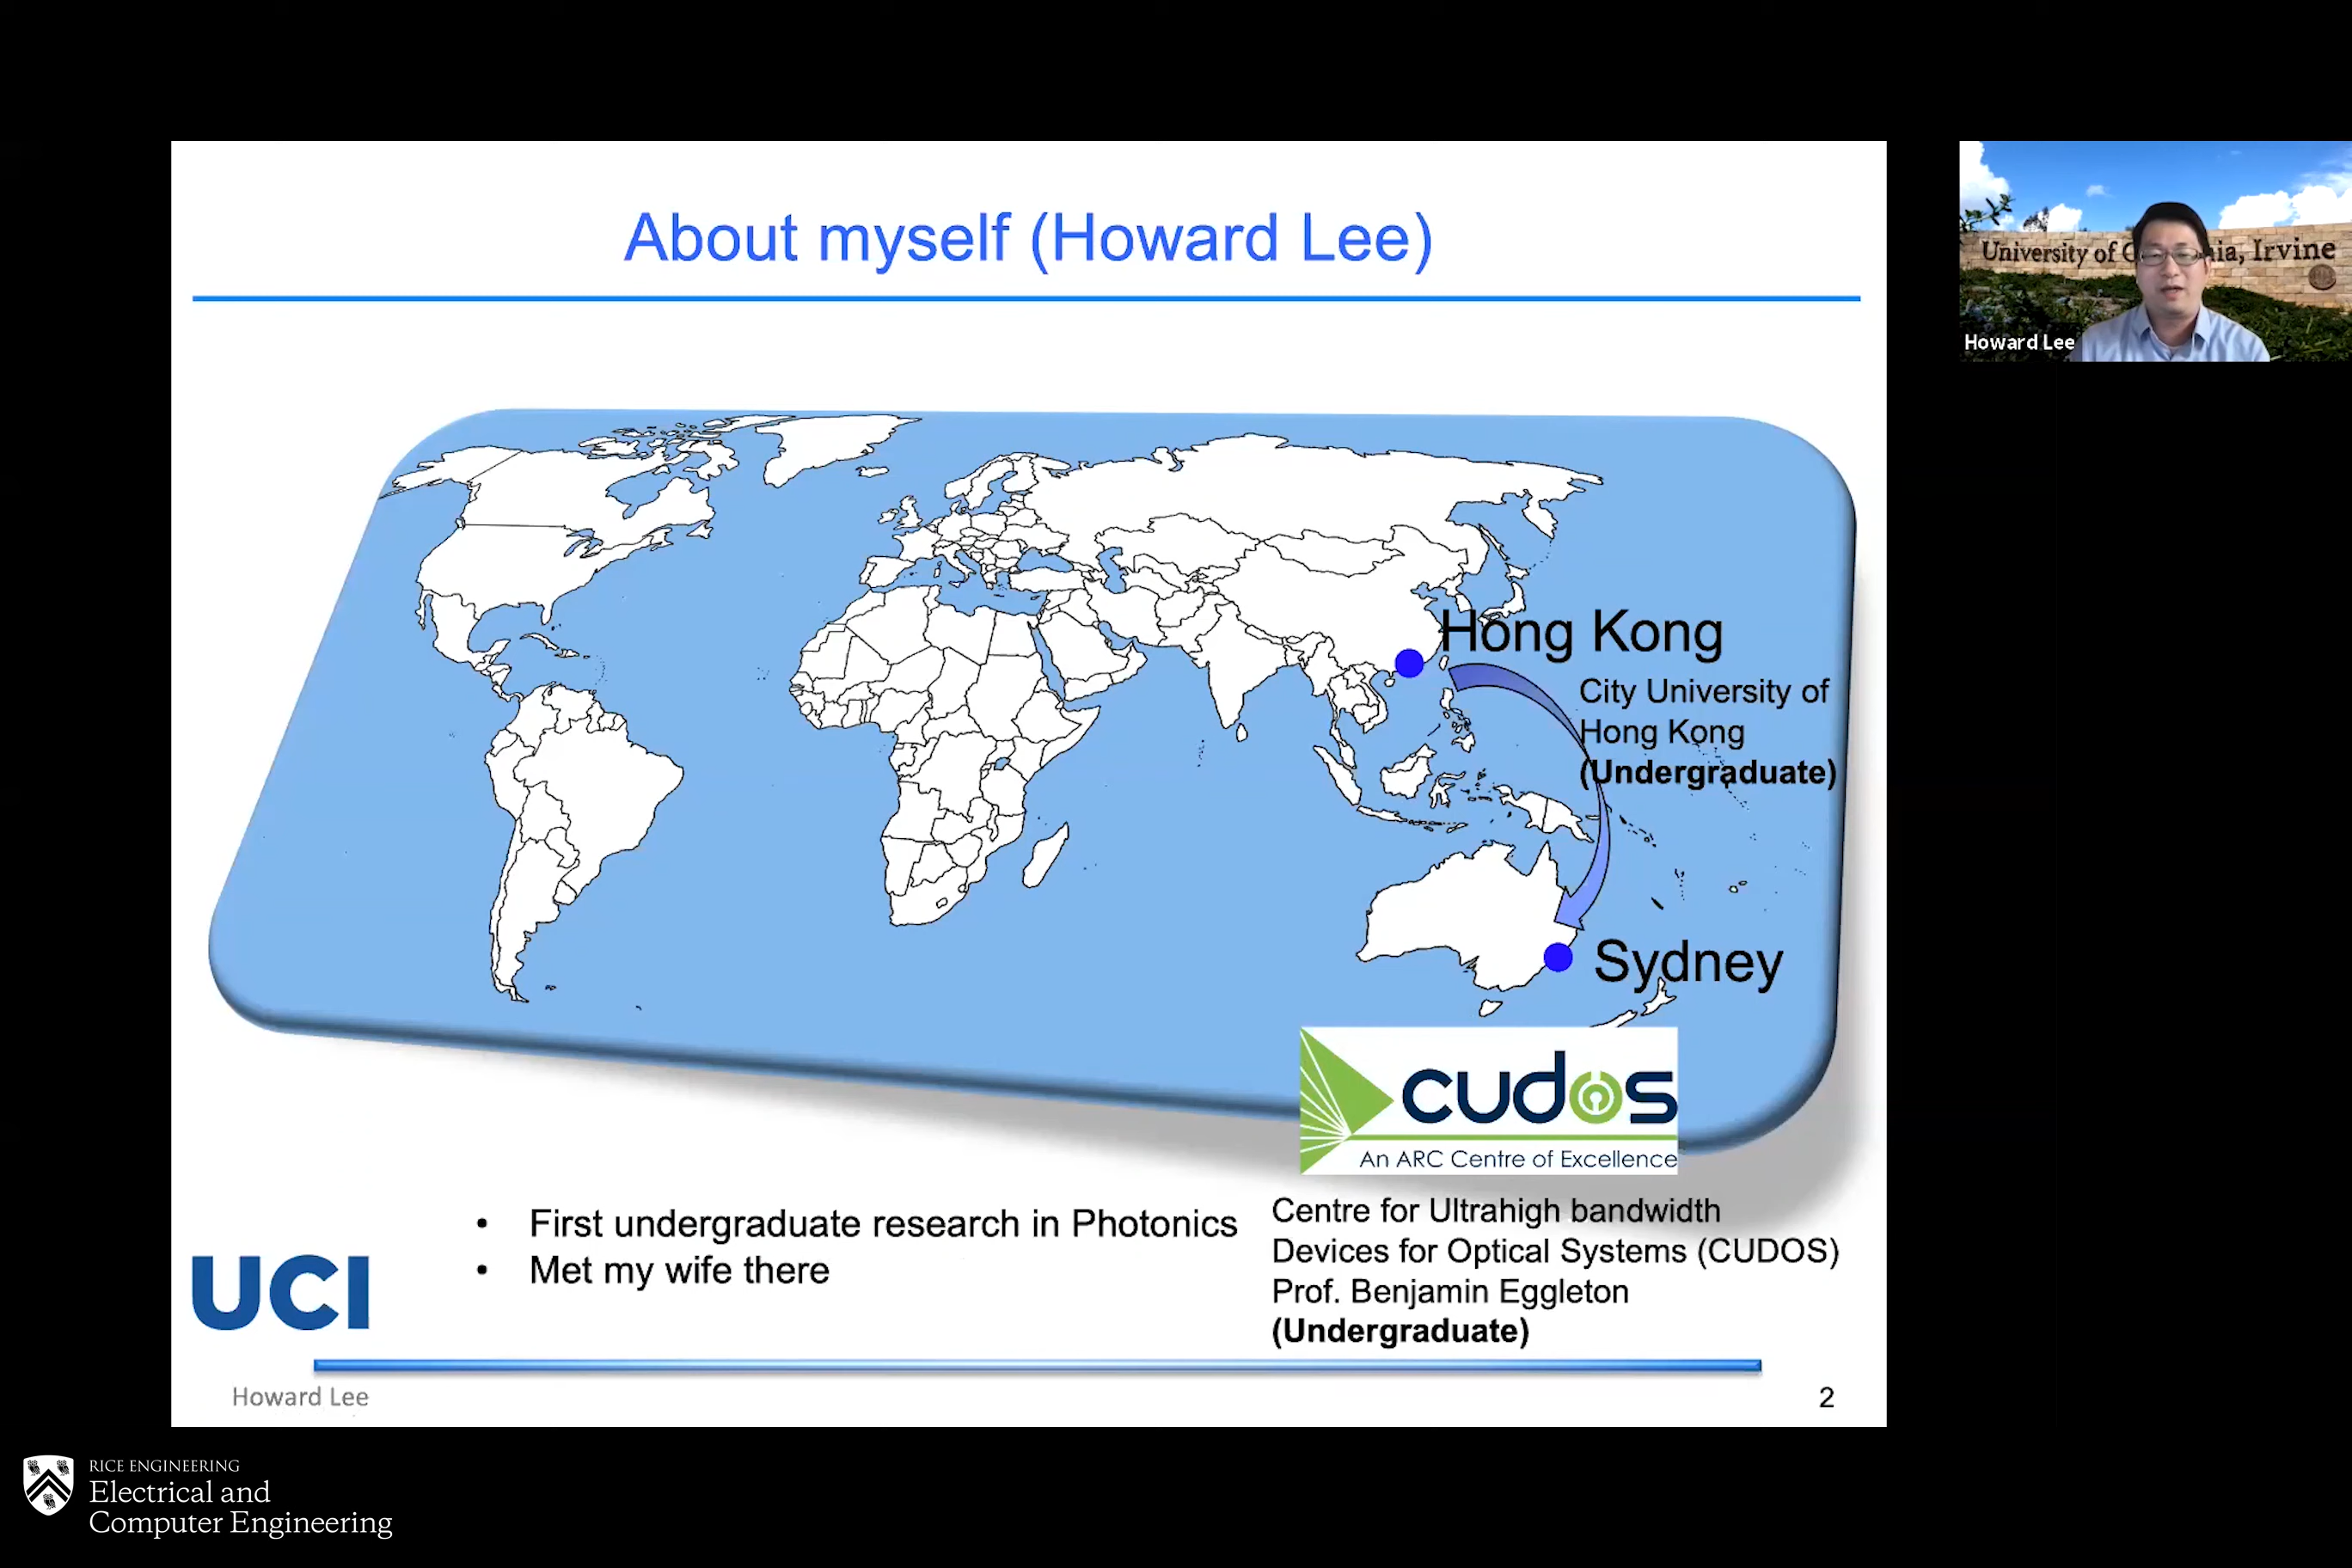 About myself (Howard Lee)
University of C nia, Irvine
Howard Lee
Hong Kong
City University of
Hong Kong
(Undergraduate)
Sydney
cudos
An ARC Centre of Excellence
• First undergraduate research in Photonics
• Met my wife there
Centre for Ultrahigh bandwidth
Devices for Optical Systems (CUDOS)
Prof. Benjamin Eggleton
(Undergraduate)
UCI
Howard Lee
2
RICE ENGINEERING
Electrical and
Computer Engineering